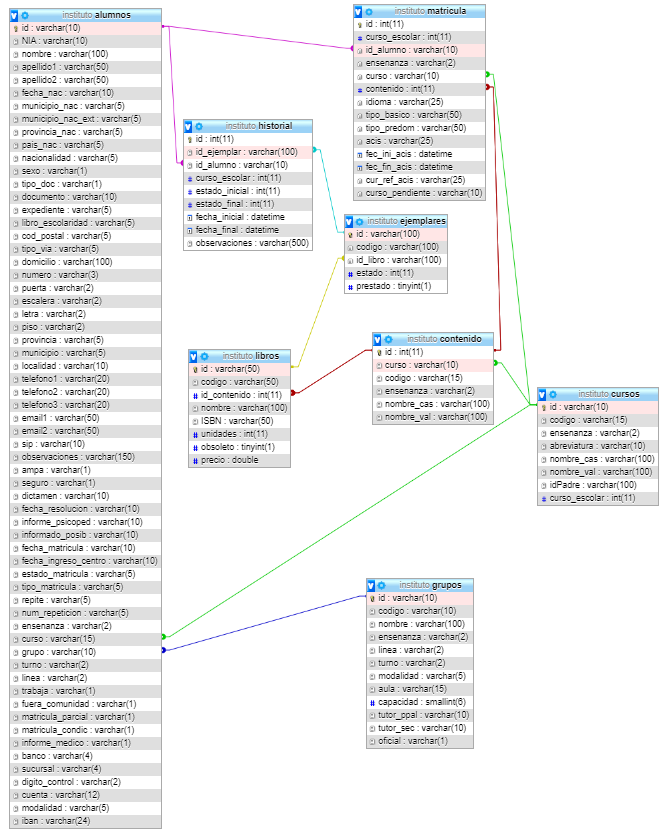 instituto alumnos
id : varchar(10)
NIA : varchar(10)
nombre : varchar(100)
apellido1 : varchar(50)
apellido2 : varchar(50)
fecha_nac : varchar(10)
municipio_nac : varchar(5)
municipio_nac_ext : varchar(5)
provincia_nac : varchar(5)
pais_nac : varchar(5)
nacionalidad : varchar(5)
sexo : varchar(1)
tipo_doc : varchar(1)
documento : varchar(10)
expediente : varchar(5)
libro_escolaridad : varchar(5)
cod_postal : varchar(5)
tipo_via : varchar(5)
domicilio : varchar(100)
numero : varchar(3)
puerta : varchar(2)
escalera : varchar(2)
letra : varchar(2)
piso : varchar(2)
provincia : varchar(5)
municipio : varchar(5)
localidad : varchar(10)
telefono1 : varchar(20)
telefono2 : varchar(20)
telefono3 : varchar(20)
email1 : varchar(50)
email2 : varchar(50)
sip : varchar(10)
observaciones : varchar(150)
ampa : varchar(1)
seguro : varchar(1)
dictamen : varchar(10)
fecha_resolucion : varchar(10)
informe_psicoped : varchar(10)
informado_posib : varchar(10)
fecha_matricula : varchar(10)
fecha_ingreso_centro : varchar(10)
estado_matricula : varchar(5)
tipo_matricula : varchar(5)
repite : varchar(5)
num_repeticion : varchar(5)
ensenanza : varchar(2)
curso : varchar(15)
grupo : varchar(10)
turno : varchar(2)
linea : varchar(2)
trabaja : varchar(1)
fuera_comunidad : varchar(1)
matricula_parcial : varchar(1)
matricula_condic : varchar(1)
informe_medico : varchar(1)
banco : varchar(4)
sucursal : varchar(4)
digito_control : varchar(2)
cuenta : varchar(12)
modalidad : varchar(5)
iban : varchar(24)
instituto matricula
id : int(11)
curso_escolar : int(11)
id_alumno : varchar(10)
ensenanza : varchar(2)
curso : varchar(10)
contenido : int(11)
idioma : varchar(25)
tipo_basico : varchar(50)
tipo_predom : varchar(50)
acis : varchar(25)
fec_ini_acis : datetime
fec_fin_acis : datetime
cur_ref_acis : varchar(25)
curso_pendiente : varchar(10)
instituto historial
id : int(11)
id_ejemplar : varchar(100)
id_alumno : varchar(10)
curso_escolar : int(11)
estado_inicial : int(11)
estado_final : int(11)
fecha_inicial : datetime
fecha_final : datetime
observaciones : varchar(500)
instituto ejemplares
id : varchar(100)
codigo : varchar(100)
id_libro : varchar(100)
estado : int(11)
prestado : tinyint(1)
instituto libros
id : varchar(50)
codigo : varchar(50)
id_contenido : int(11)
nombre : varchar(100)
ISBN : varchar(50)
unidades : int(11)
obsoleto : tinyint(1)
precio : double
instituto contenido
id : int(11)
curso : varchar(10)
codigo : varchar(15)
ensenanza : varchar(2)
nombre_cas : varchar(100)
nombre_val : varchar(100)
instituto cursos
id : varchar(10)
codigo : varchar(15)
ensenanza : varchar(2)
abreviatura : varchar(10)
nombre_cas : varchar(100)
nombre_val : varchar(100)
idPadre : varchar(100)
curso_escolar : int(11)
instituto grupos
id : varchar(10)
codigo : varchar(10)
nombre : varchar(100)
ensenanza : varchar(2)
linea : varchar(2)
turno : varchar(2)
modalidad : varchar(5)
aula : varchar(15)
capacidad : smallint(6)
tutor_ppal : varchar(10)
tutor_sec : varchar(10)
oficial : varchar(1)